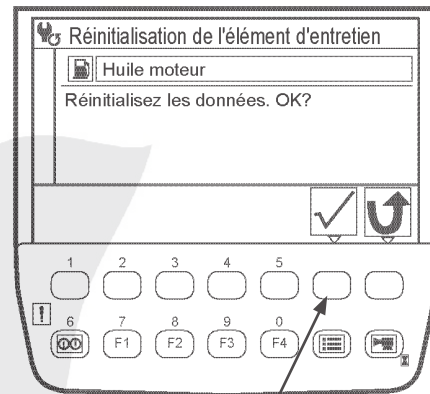 Réinitialisation de l'élément d'entretien
Huile moteur
Réinitialisez les données. OK?
1 2 3 4 5
6 7 8 9 0
F1 F2 F3 F4